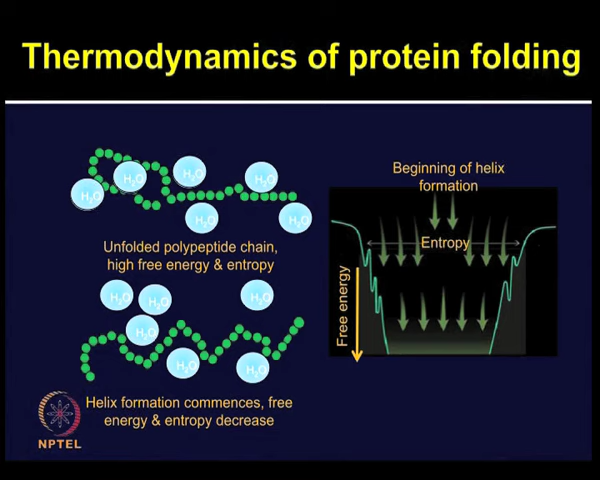 Thermodynamics of protein folding
H₂O
H₂O
H₂O
H₂O
H₂O
H₂O
Unfolded polypeptide chain,
high free energy & entropy
H₂O
H₂O
H₂O
H₂O
H₂O
H₂O
Helix formation commences, free
energy & entropy decrease
Beginning of helix
formation
Entropy
Free energy
NPTEL